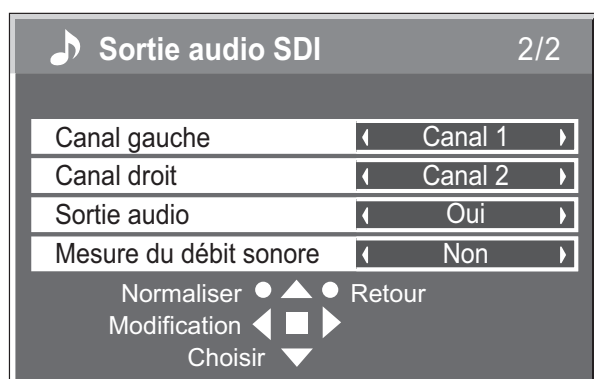 Sortie audio SDI 2/2
Canal gauche Canal 1
Canal droit Canal 2
Sortie audio Oui
Mesure du débit sonore Non
Normaliser Retour
Modification
Choisir